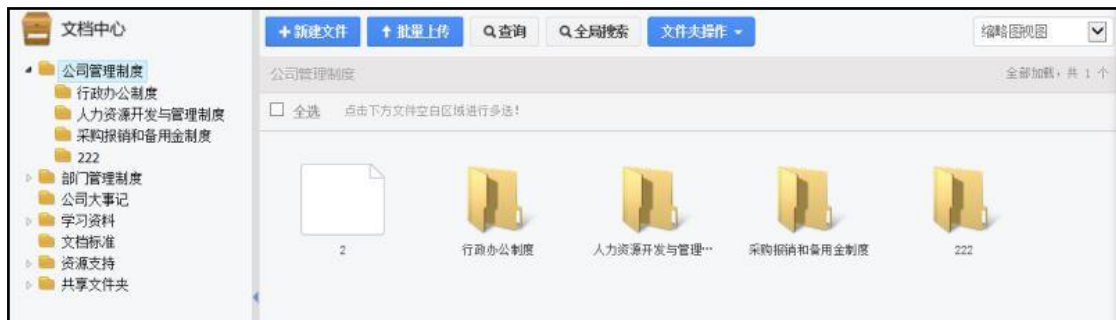 文档中心
公司管理制度
行政办公制度
人力资源开发与管理制度
采购报销和备用金制度
222
部门管理制度
公司大事记
学习资料
文档标准
资源支持
共享文件夹
新建文件 批量上传 查询 全局搜索 文件夹操作 缩略图视图
公司管理制度 全部加载,共 1 个
全选 点击下方文件空白区域进行多选!
2 行政办公制度 人力资源开发与管理… 采购报销和备用金制度 222